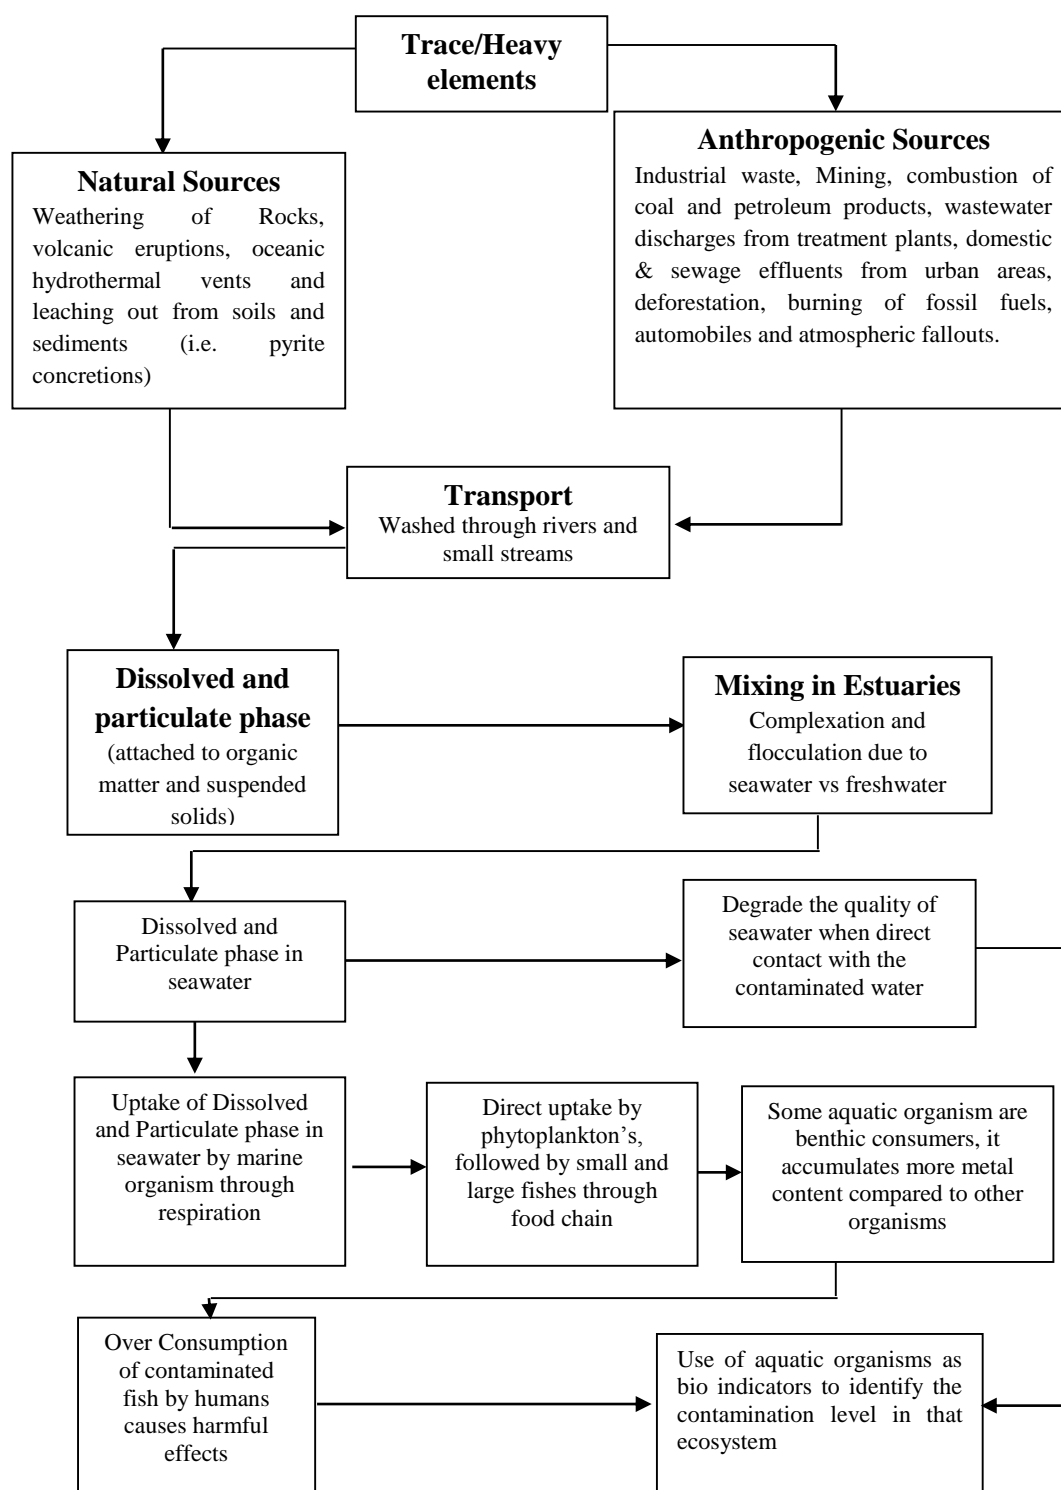 Trace/Heavy
elements
Natural Sources
Weathering of Rocks,
volcanic eruptions, oceanic
hydrothermal vents and
leaching out from soils and
sediments (i.e. pyrite
concretions)
Anthropogenic Sources
Industrial waste, Mining, combustion of
coal and petroleum products, wastewater
discharges from treatment plants, domestic
& sewage effluents from urban areas,
deforestation, burning of fossil fuels,
automobiles and atmospheric fallouts.
Transport
Washed through rivers and
small streams
Dissolved and
particulate phase
(attached to organic
matter and suspended
solids)
Mixing in Estuaries
Complexation and
flocculation due to
seawater vs freshwater
Dissolved and
Particulate phase in
seawater
Degrade the quality of
seawater when direct
contact with the
contaminated water
Uptake of Dissolved
and Particulate phase in
seawater by marine
organism through
respiration
Direct uptake by
phytoplankton's,
followed by small and
large fishes through
food chain
Some aquatic organism are
benthic consumers, it
accumulates more metal
content compared to other
organisms
Over Consumption
of contaminated
fish by humans
causes harmful
effects
Use of aquatic organisms as
bio indicators to identify the
contamination level in that
ecosystem